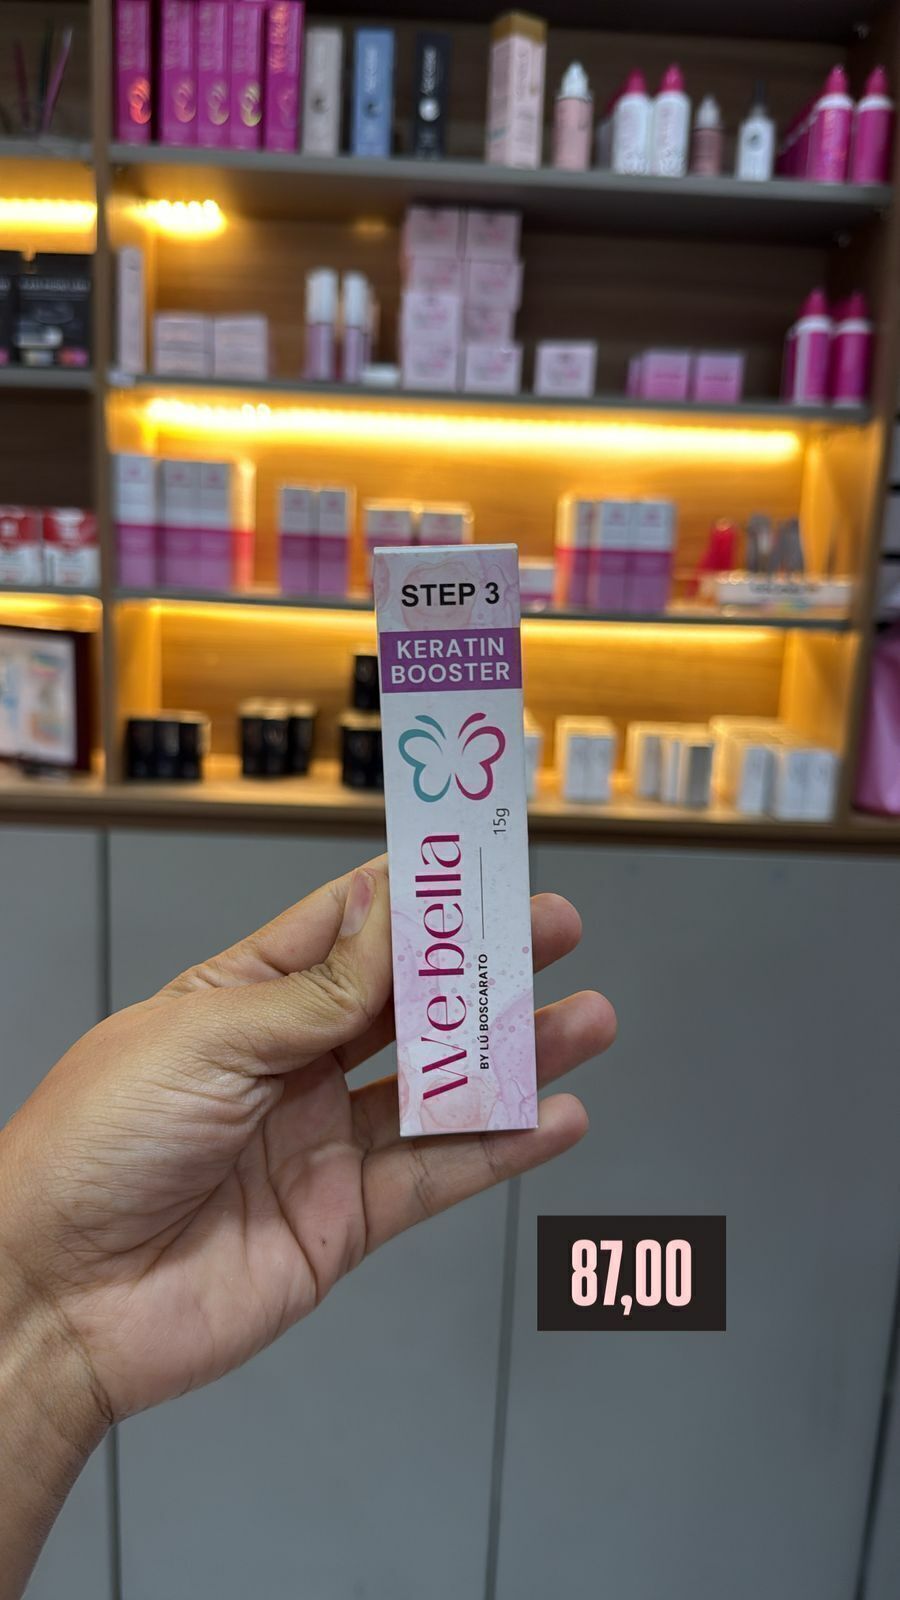 STEP 3
KERATIN
BOOSTER
15g
We bella
BY LÚ BOSCARATO
87,00